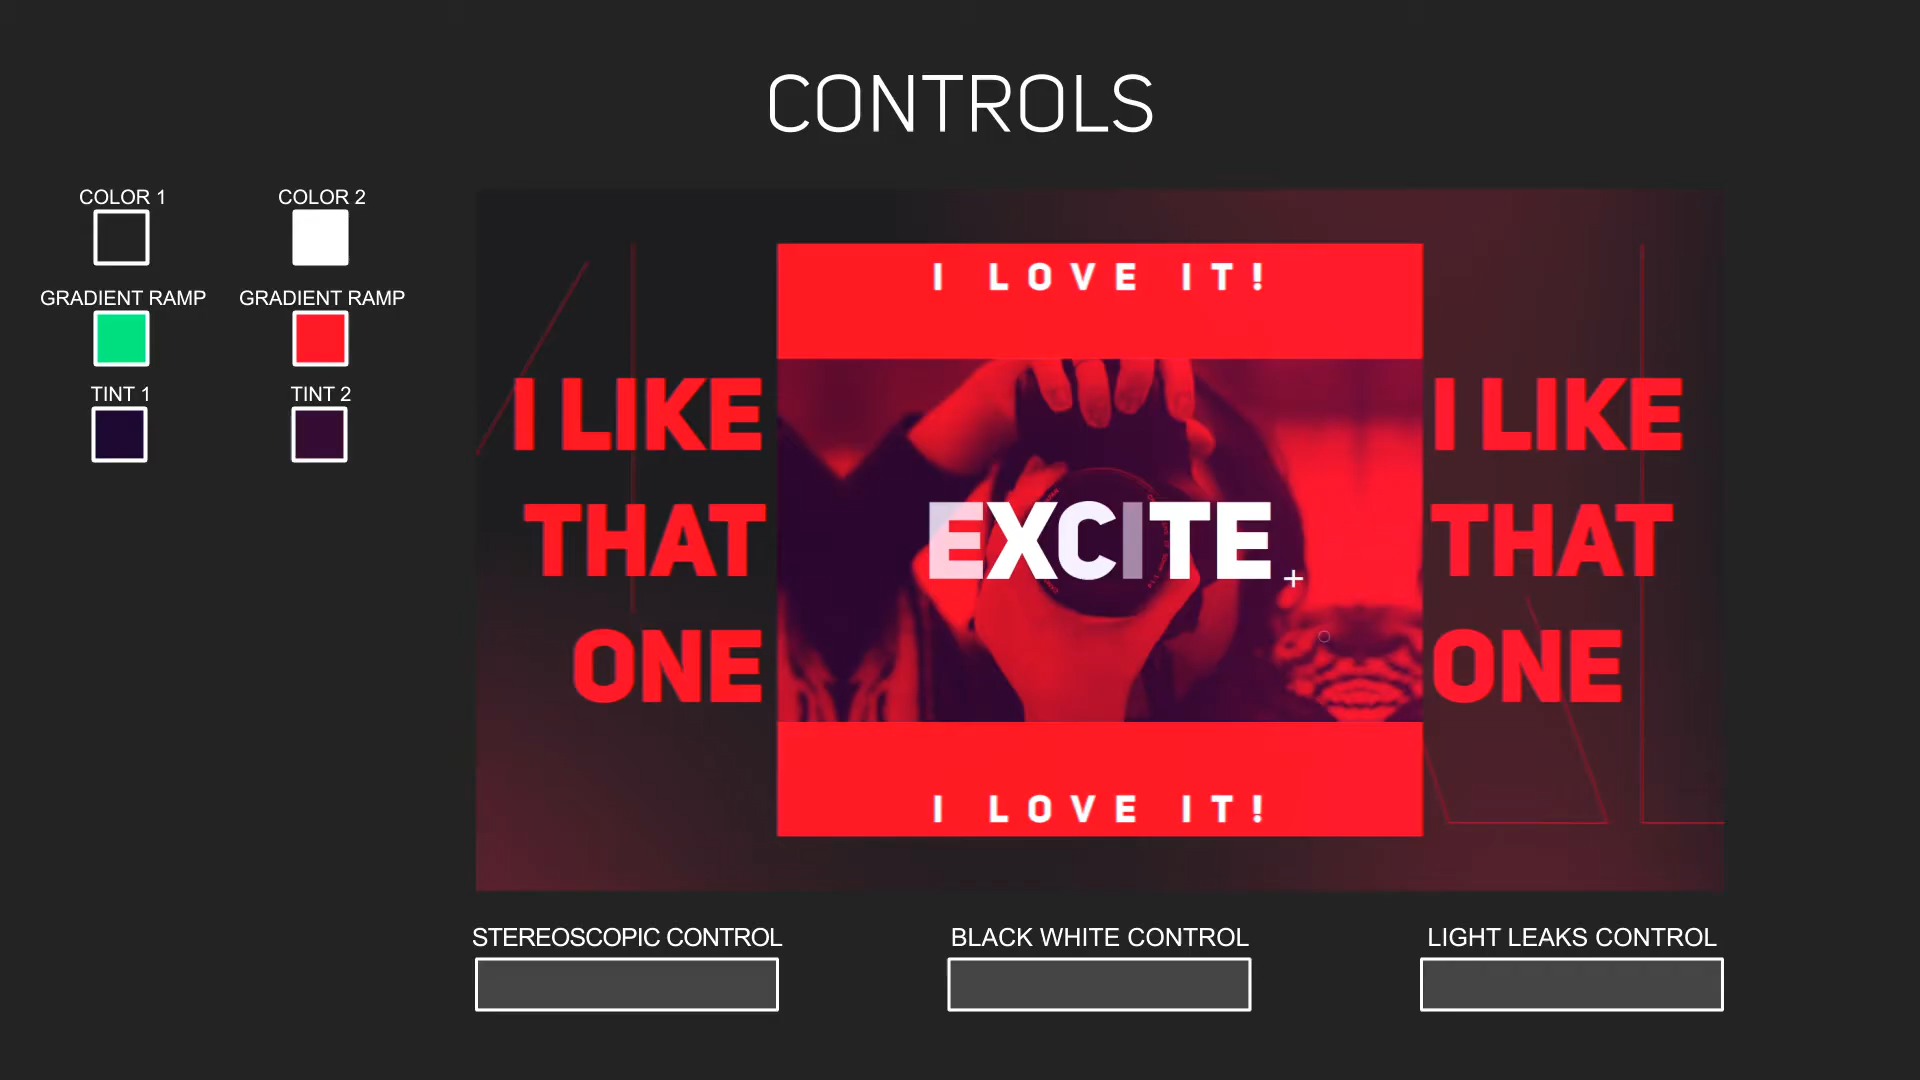 CONTROLS
COLOR 1
COLOR 2
GRADIENT RAMP
GRADIENT RAMP
TINT 1
TINT 2
I LOVE IT!
I LIKE
THAT
ONE
EXCITE
I LIKE
THAT
ONE
I LOVE IT!
STEREOSCOPIC CONTROL
BLACK WHITE CONTROL
LIGHT LEAKS CONTROL